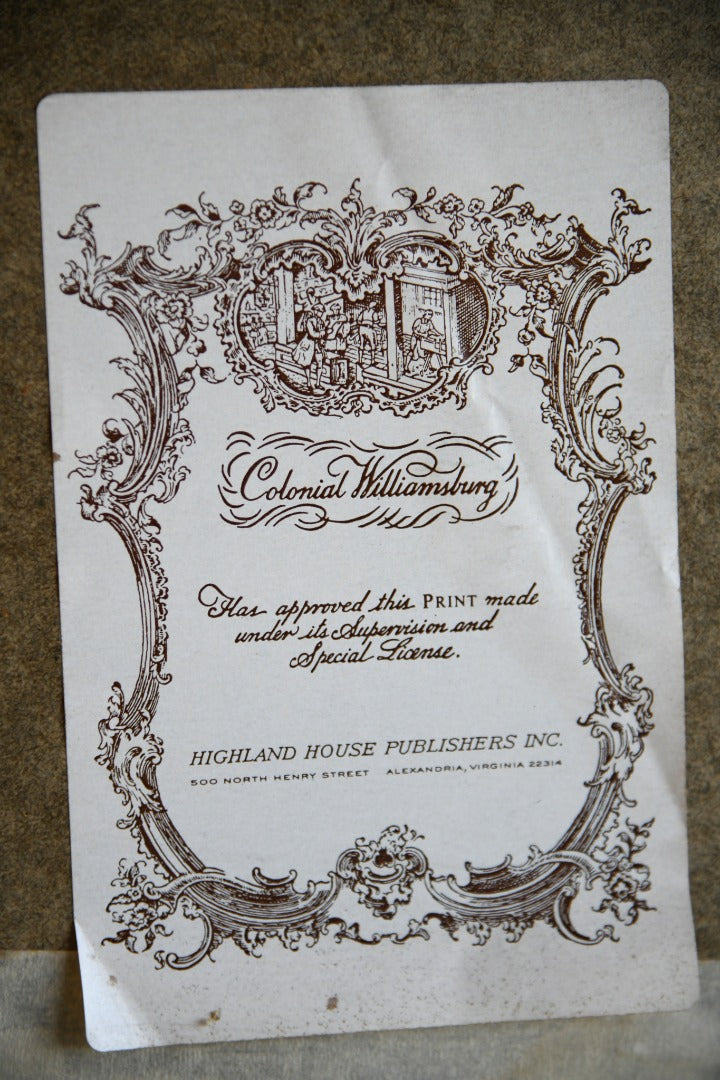 Colonial Williamsburg
Has approved this PRINT made
under its Supervision and
Special License.
HIGHLAND HOUSE PUBLISHERS INC.
500 NORTH HENRY STREET ALEXANDRIA, VIRGINIA 22314